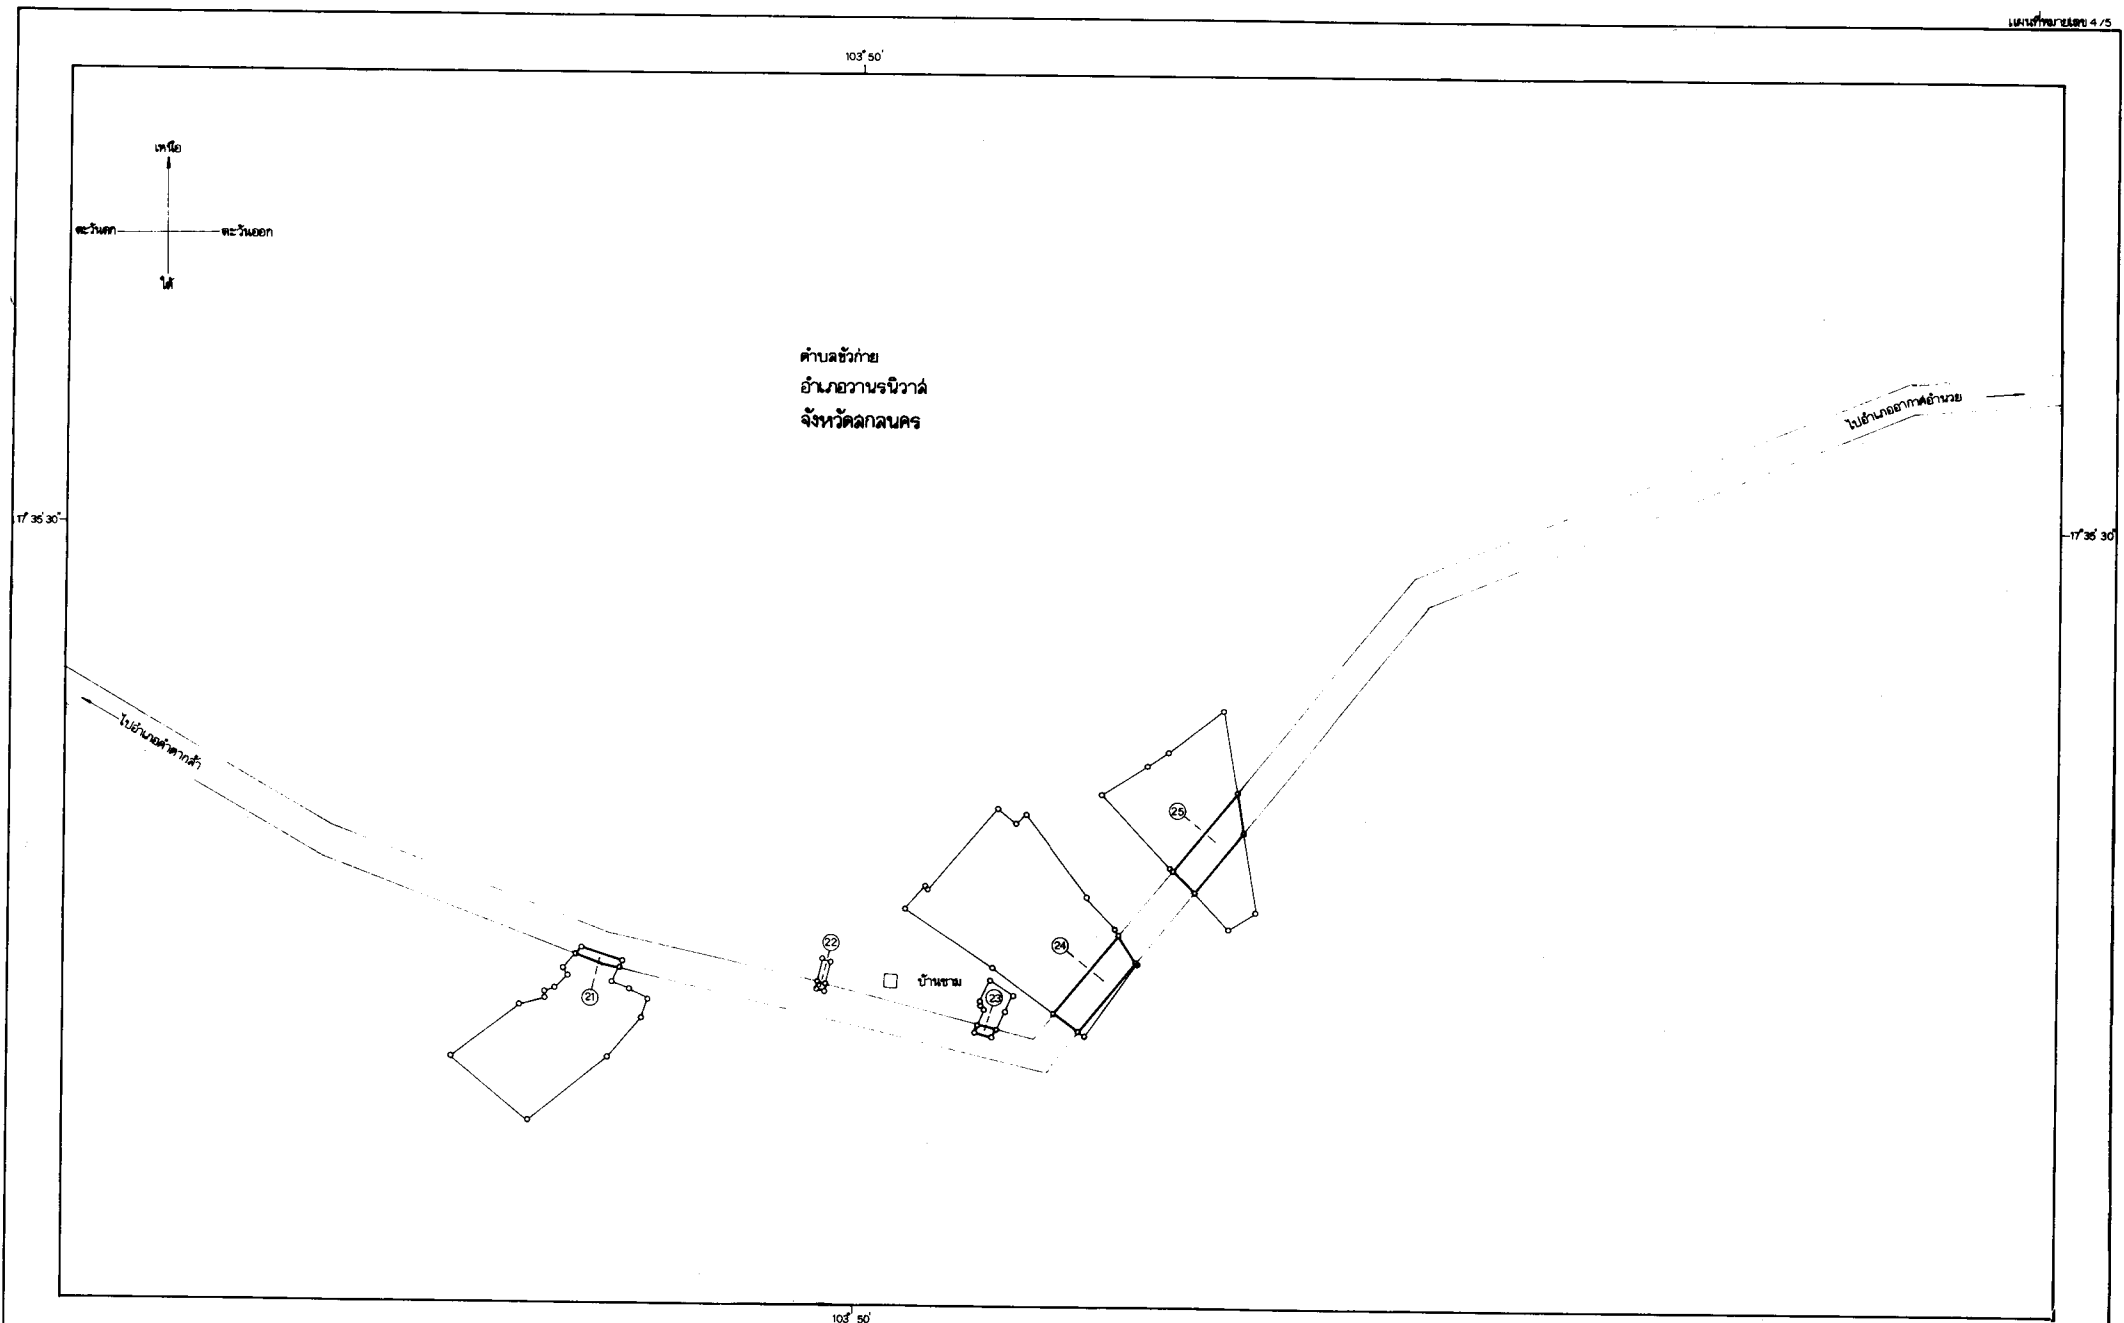 แผนที่หมายเลข 4/5
103° 50'
เหนือ
ตะวันตก
ตะวันออก
ใต้
ตำบลขัวก่าย
อำเภอวานรนิวาส
จังหวัดสกลนคร
ไปอำเภออากาศอำนวย
17° 35' 30"
17° 35' 30"
ไปอำเภอคำตากล้า
25
22
24
บ้านขาม
21
23
103° 50'